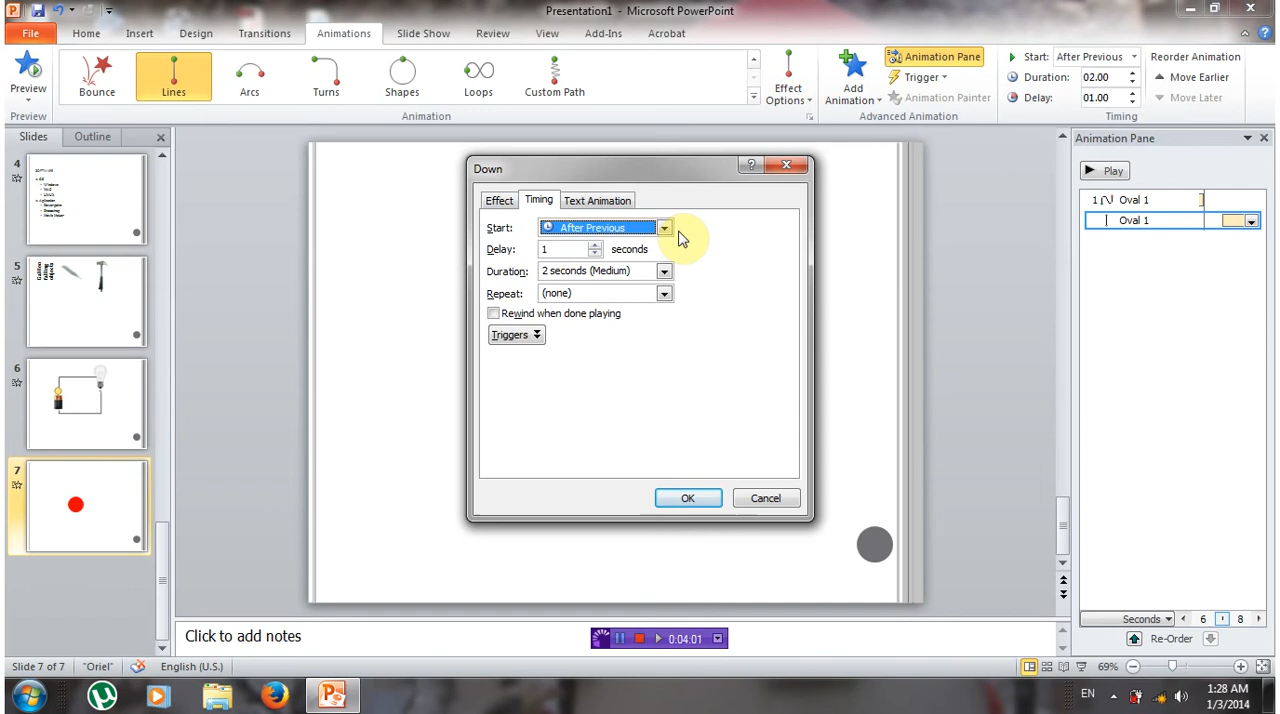 Presentation1 - Microsoft PowerPoint
File Home Insert Design Transitions Animations Slide Show Review View Add-Ins Acrobat
Preview
Bounce Lines Arcs Turns Shapes Loops Custom Path
Effect Options
Add Animation
Animation Pane
Trigger
Animation Painter
Start: After Previous
Duration: 02.00
Delay: 01.00
Reorder Animation
Move Earlier
Move Later
Preview Animation Advanced Animation Timing
Slides Outline
4
5
Galileo
falling
objects
6
7
Down
Effect Timing Text Animation
Start: After Previous
Delay: 1 seconds
Duration: 2 seconds (Medium)
Repeat: (none)
Rewind when done playing
Triggers
OK Cancel
Animation Pane
Play
1 Oval 1
Oval 1
Seconds 6 8
Re-Order
Click to add notes
0:04:01
Slide 7 of 7 "Oriel" English (U.S.) 69%
EN
1:28 AM
1/3/2014